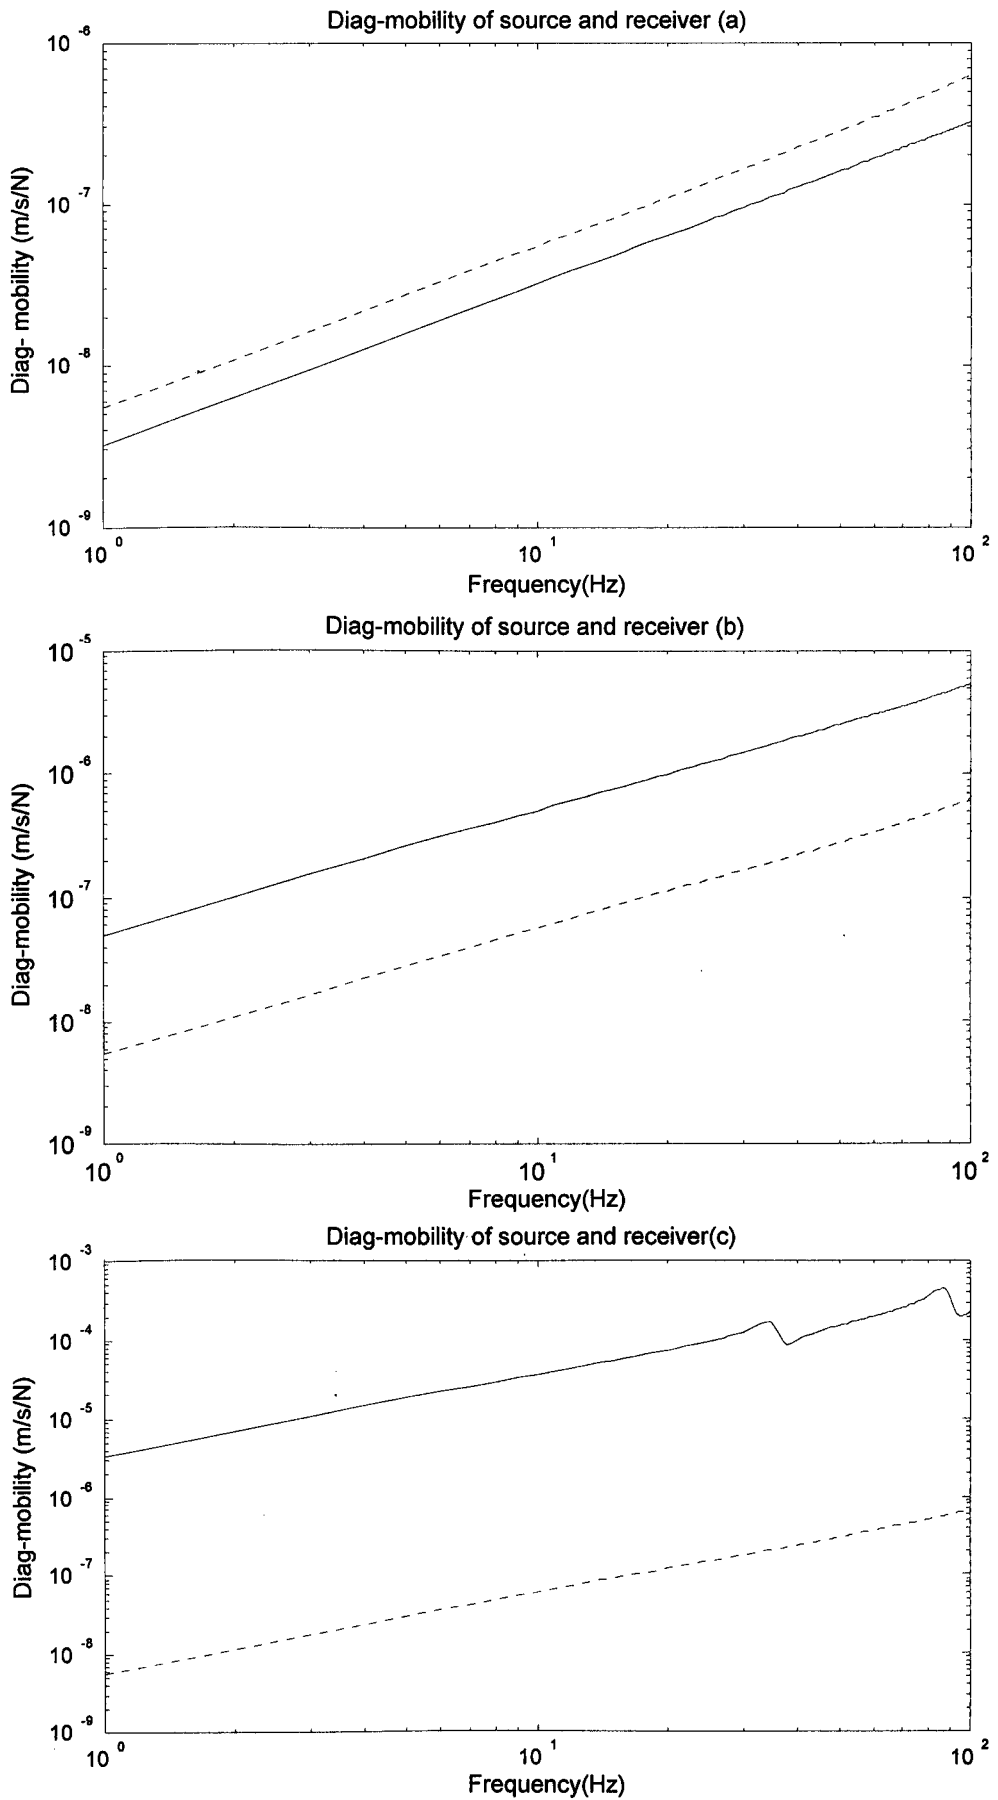 Diag-mobility of source and receiver (a)
10 -6
10 -7
10 -8
10 -9
Diag- mobility (m/s/N)
10 0
10 1
10 2
Frequency(Hz)
Diag-mobility of source and receiver (b)
10 -5
10 -6
10 -7
10 -8
10 -9
Diag-mobility (m/s/N)
10 0
10 1
10 2
Frequency(Hz)
Diag-mobility of source and receiver(c)
10 -3
10 -4
10 -5
10 -6
10 -7
10 -8
10 -9
Diag-mobility (m/s/N)
10 0
10 1
10 2
Frequency(Hz)